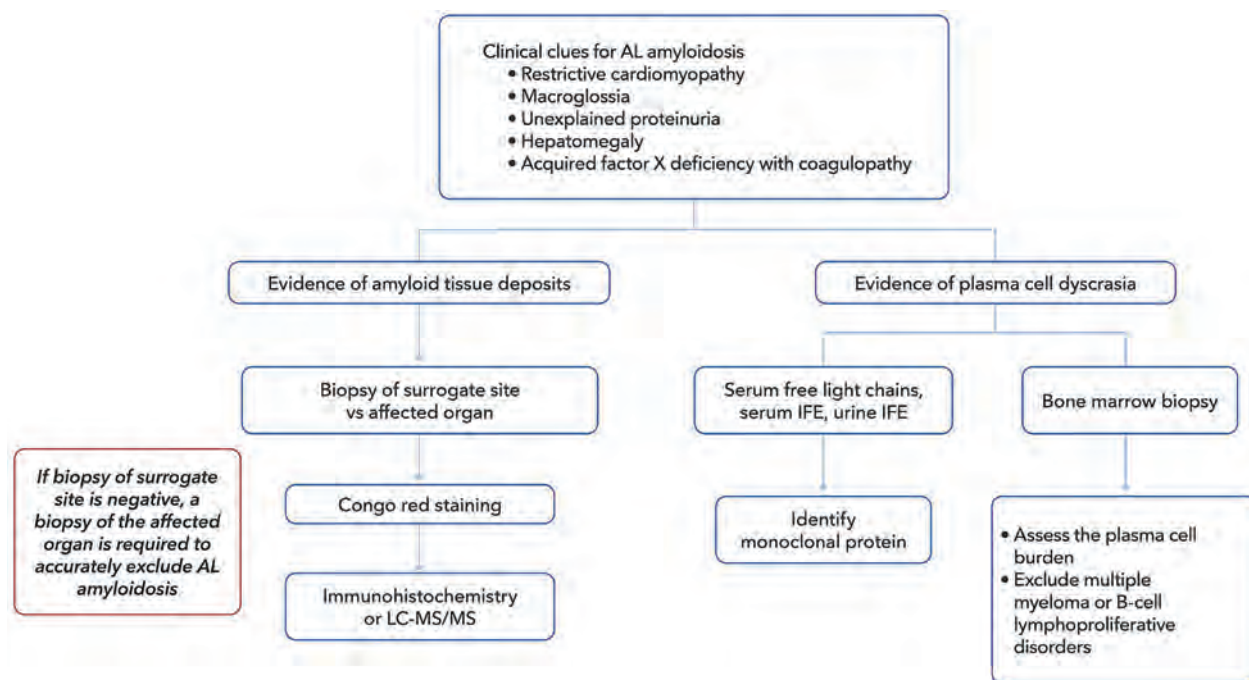 Clinical clues for AL amyloidosis
• Restrictive cardiomyopathy
• Macroglossia
• Unexplained proteinuria
• Hepatomegaly
• Acquired factor X deficiency with coagulopathy
Evidence of amyloid tissue deposits
Evidence of plasma cell dyscrasia
Biopsy of surrogate site
vs affected organ
Serum free light chains,
serum IFE, urine IFE
Bone marrow biopsy
If biopsy of surrogate
site is negative, a
biopsy of the affected
organ is required to
accurately exclude AL
amyloidosis
Congo red staining
Identify
monoclonal protein
Immunohistochemistry
or LC-MS/MS
• Assess the plasma cell
burden
• Exclude multiple
myeloma or B-cell
lymphoproliferative
disorders